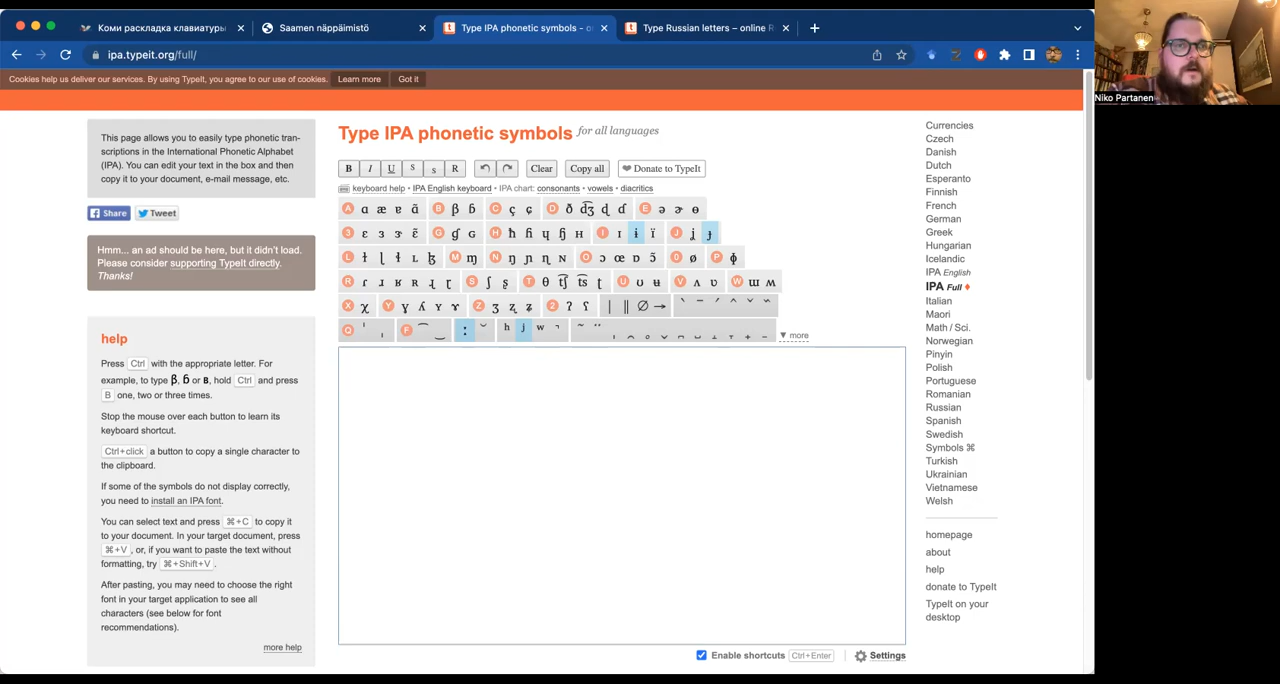 Коми раскладка клавиатуры
Saamen näppäimistö
Type IPA phonetic symbols – o
Type Russian letters – online R
ipa.typeit.org/full/
Cookies help us deliver our services. By using TypeIt, you agree to our use of cookies. Learn more Got it
Niko Partanen
This page allows you to easily type phonetic tran-
scriptions in the International Phonetic Alphabet
(IPA). You can edit your text in the box and then
copy it to your document, e-mail message, etc.
Share Tweet
Hmm... an ad should be here, but it didn't load.
Please consider supporting TypeIt directly.
Thanks!
help
Press Ctrl with the appropriate letter. For
example, to type β, ɓ or ʙ, hold Ctrl and press
B one, two or three times.
Stop the mouse over each button to learn its
keyboard shortcut.
Ctrl+click a button to copy a single character to
the clipboard.
If some of the symbols do not display correctly,
you need to install an IPA font.
You can select text and press ⌘+C to copy it
to your document. In your target document, press
⌘+V, or, if you want to paste the text without
formatting, try ⌘+Shift+V.
After pasting, you may need to choose the right
font in your target application to see all
characters (see below for font
recommendations).
more help
Type IPA phonetic symbols for all languages
B I U S s R Clear Copy all ❤ Donate to TypeIt
keyboard help • IPA English keyboard • IPA chart: consonants • vowels • diacritics
A ɑ æ ɐ ɑ̃ B β ɓ C ç ɕ D ð d͡ʒ ɖ ɗ E ə ɚ ɵ
3 ɛ ɜ ɝ ɛ̃ G ɠ ɢ H ħ ɦ ɥ ɧ ʜ I ɪ ɨ ɪ̈ J ʝ ɟ
L ɫ ɭ ɬ ʟ ɮ M ɱ N ŋ ɲ ɳ ɴ O ɔ œ ɒ ɔ̃ 0 ø P ɸ
R ɾ ɹ ʁ ʀ ɻ ɽ S ʃ ʂ T θ t͡ʃ t͡s ʈ U ʊ ʉ V ʌ ʋ W ɯ ʍ
X χ Y ɣ ʎ ʏ ɤ Z ʒ ʐ ʑ 2 ʔ ʕ | ‖ ∅ →
Q ˈ ˌ F ː ʰ ʲ ʷ ▼ more
Enable shortcuts Ctrl+Enter Settings
Currencies
Czech
Danish
Dutch
Esperanto
Finnish
French
German
Greek
Hungarian
Icelandic
IPA English
IPA Full
Italian
Maori
Math / Sci.
Norwegian
Pinyin
Polish
Portuguese
Romanian
Russian
Spanish
Swedish
Symbols ⌘
Turkish
Ukrainian
Vietnamese
Welsh
homepage
about
help
donate to TypeIt
TypeIt on your
desktop